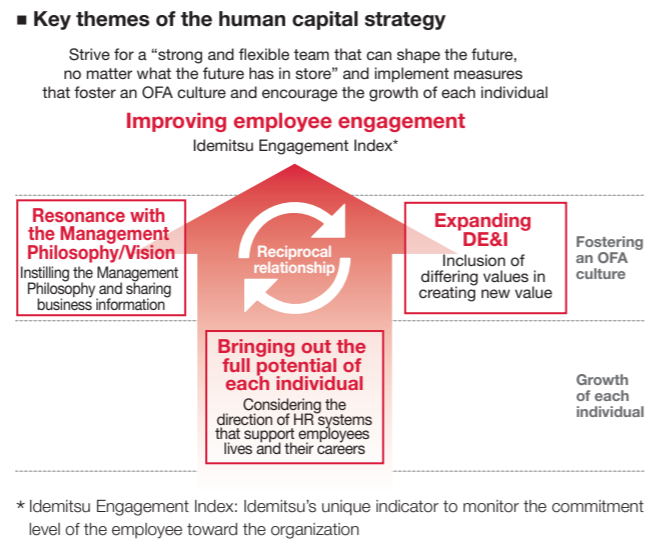 ■ Key themes of the human capital strategy
Strive for a “strong and flexible team that can shape the future,
no matter what the future has in store” and implement measures
that foster an OFA culture and encourage the growth of each individual
Improving employee engagement
Idemitsu Engagement Index*
Resonance with
the Management
Philosophy/Vision
Instilling the Management
Philosophy and sharing
business information
Reciprocal
relationship
Expanding
DE&I
Inclusion of
differing values in
creating new value
Fostering
an OFA
culture
Bringing out the
full potential of
each individual
Considering the
direction of HR systems
that support employees
lives and their careers
Growth
of each
individual
* Idemitsu Engagement Index: Idemitsu’s unique indicator to monitor the commitment
level of the employee toward the organization